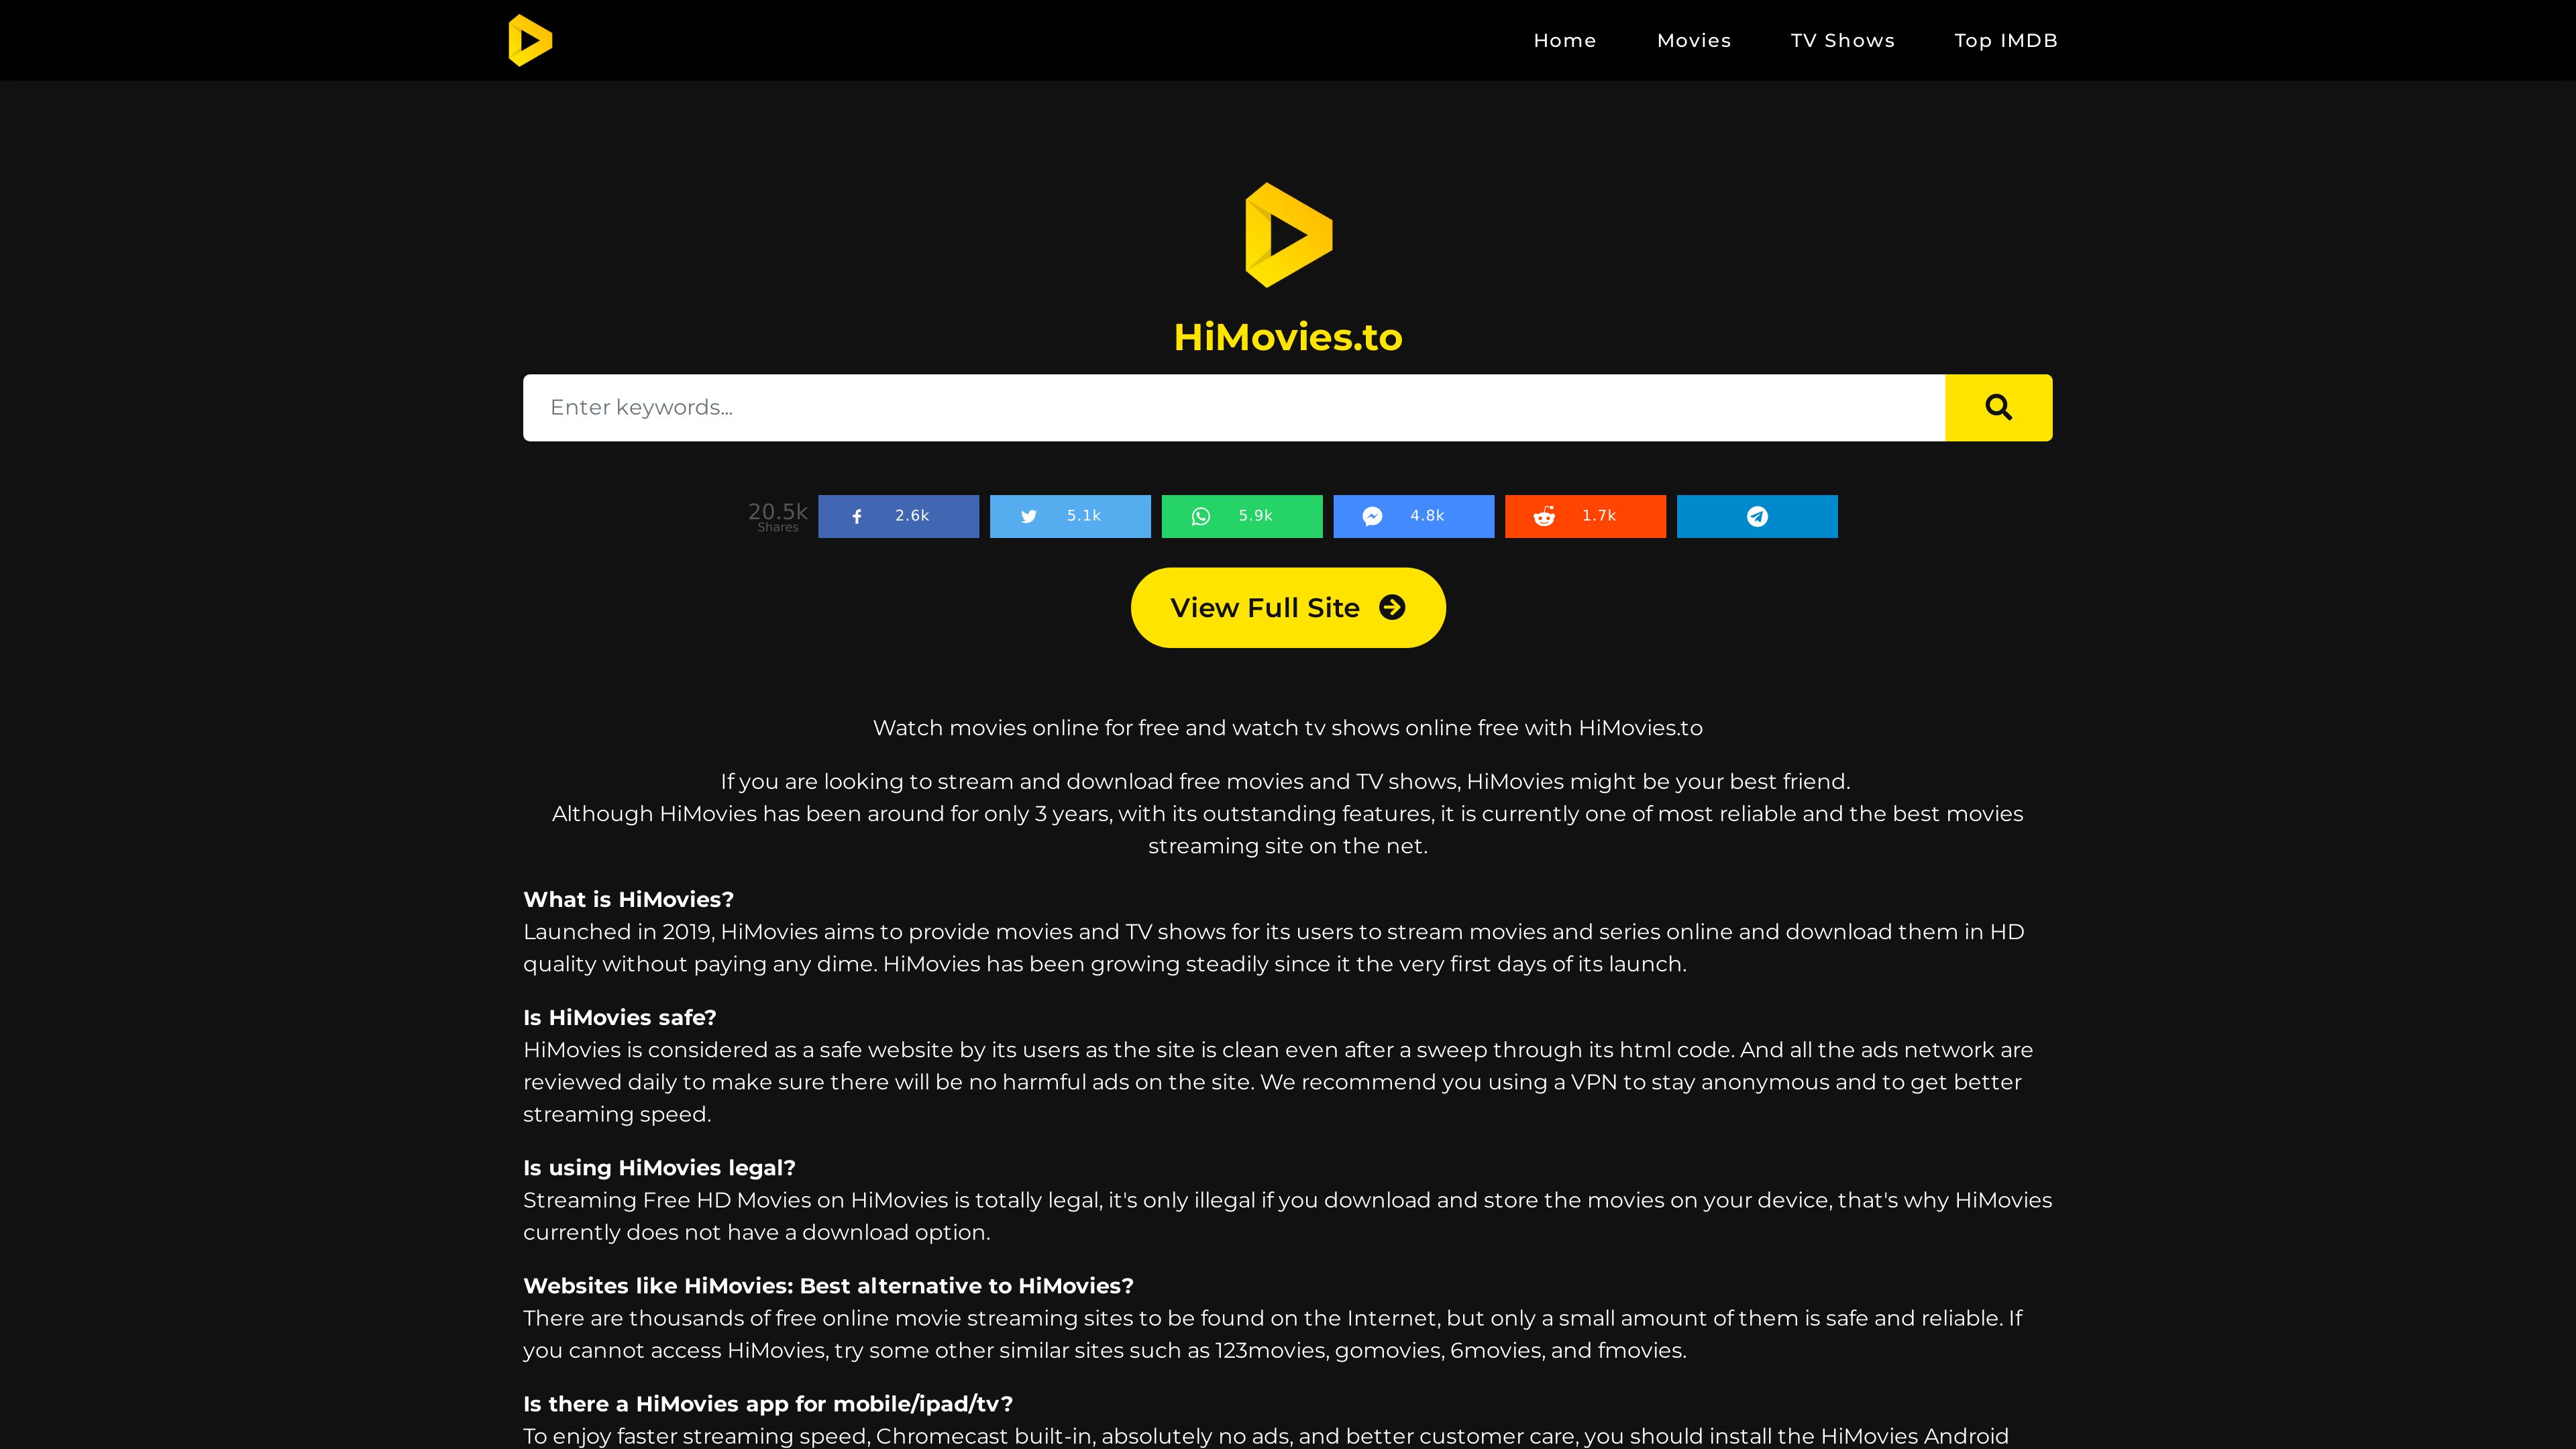 Home Movies TV Shows Top IMDB
HiMovies.to
Enter keywords...
20.5k
Shares
2.6k 5.1k 5.9k 4.8k 1.7k
View Full Site
Watch movies online for free and watch tv shows online free with HiMovies.to
If you are looking to stream and download free movies and TV shows, HiMovies might be your best friend.
Although HiMovies has been around for only 3 years, with its outstanding features, it is currently one of most reliable and the best movies
streaming site on the net.
What is HiMovies?
Launched in 2019, HiMovies aims to provide movies and TV shows for its users to stream movies and series online and download them in HD
quality without paying any dime. HiMovies has been growing steadily since it the very first days of its launch.
Is HiMovies safe?
HiMovies is considered as a safe website by its users as the site is clean even after a sweep through its html code. And all the ads network are
reviewed daily to make sure there will be no harmful ads on the site. We recommend you using a VPN to stay anonymous and to get better
streaming speed.
Is using HiMovies legal?
Streaming Free HD Movies on HiMovies is totally legal, it's only illegal if you download and store the movies on your device, that's why HiMovies
currently does not have a download option.
Websites like HiMovies: Best alternative to HiMovies?
There are thousands of free online movie streaming sites to be found on the Internet, but only a small amount of them is safe and reliable. If
you cannot access HiMovies, try some other similar sites such as 123movies, gomovies, 6movies, and fmovies.
Is there a HiMovies app for mobile/ipad/tv?
To enjoy faster streaming speed, Chromecast built-in, absolutely no ads, and better customer care, you should install the HiMovies Android